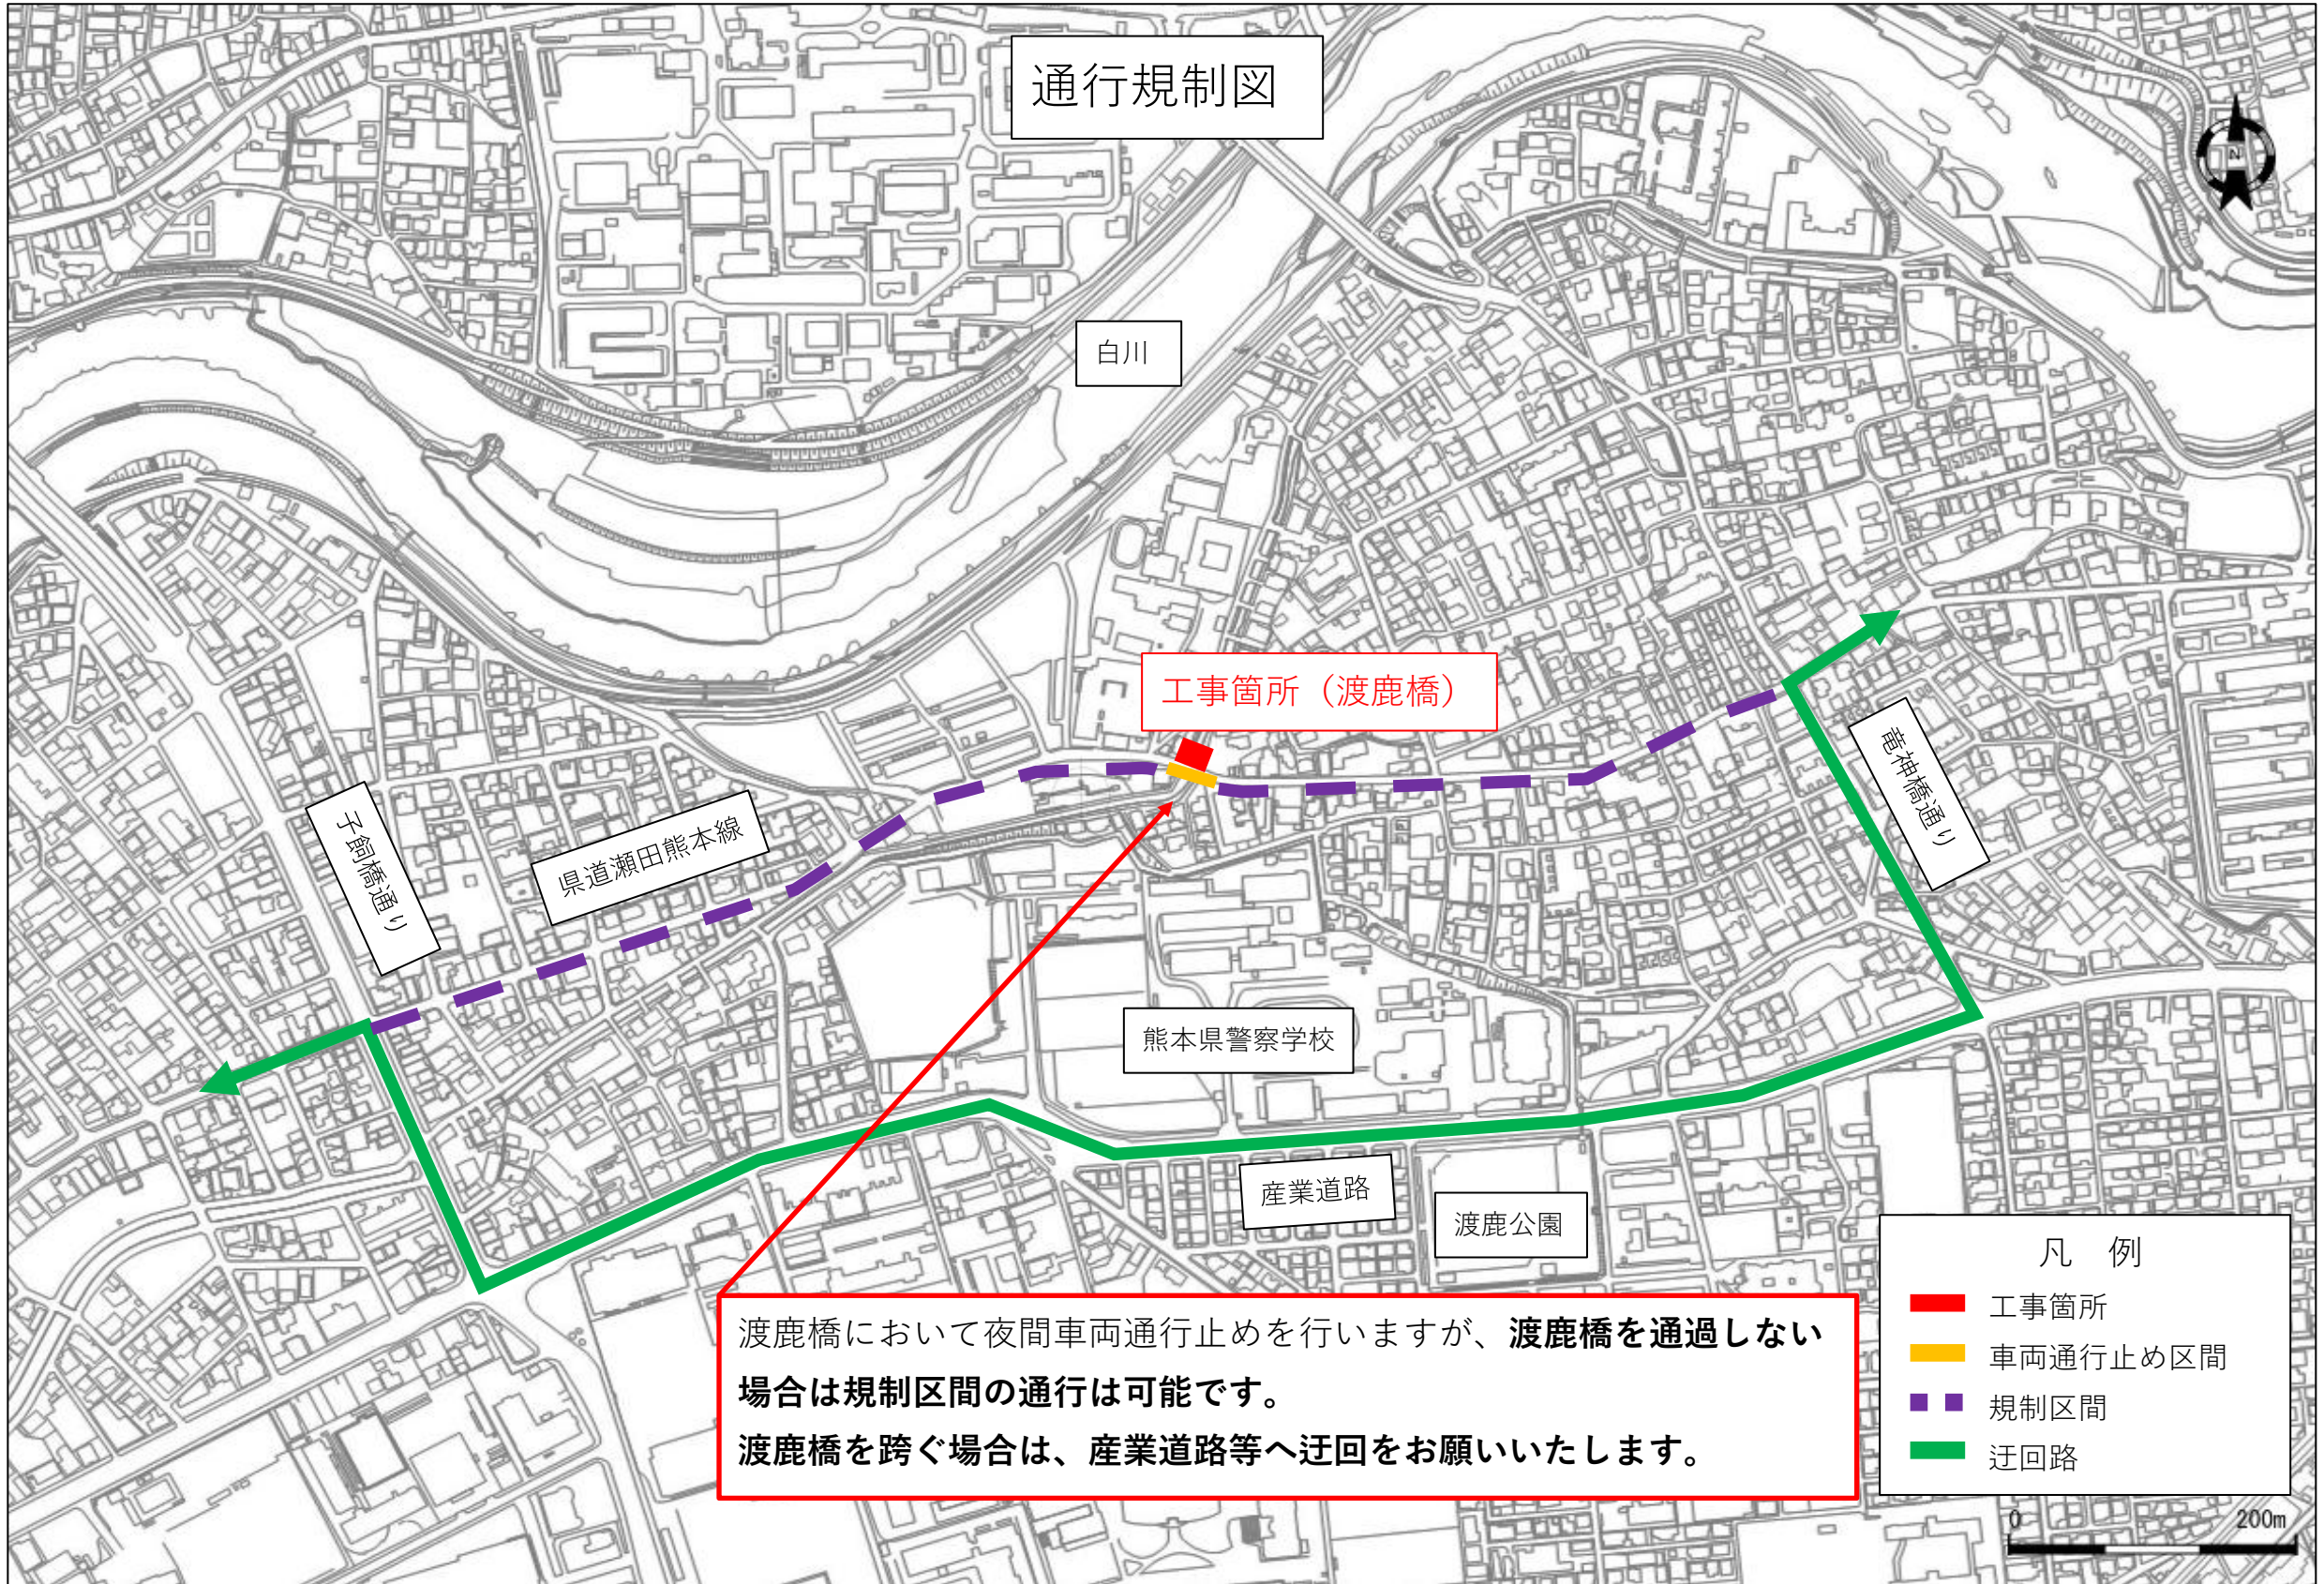 通行規制図
N
白川
工事箇所（渡鹿橋）
竜神橋通り
子飼橋通り
県道瀬田熊本線
熊本県警察学校
産業道路
渡鹿公園
渡鹿橋において夜間車両通行止めを行いますが、渡鹿橋を通過しない
場合は規制区間の通行は可能です。
渡鹿橋を跨ぐ場合は、産業道路等へ迂回をお願いいたします。
凡　例
工事箇所
車両通行止め区間
規制区間
迂回路
0 200m